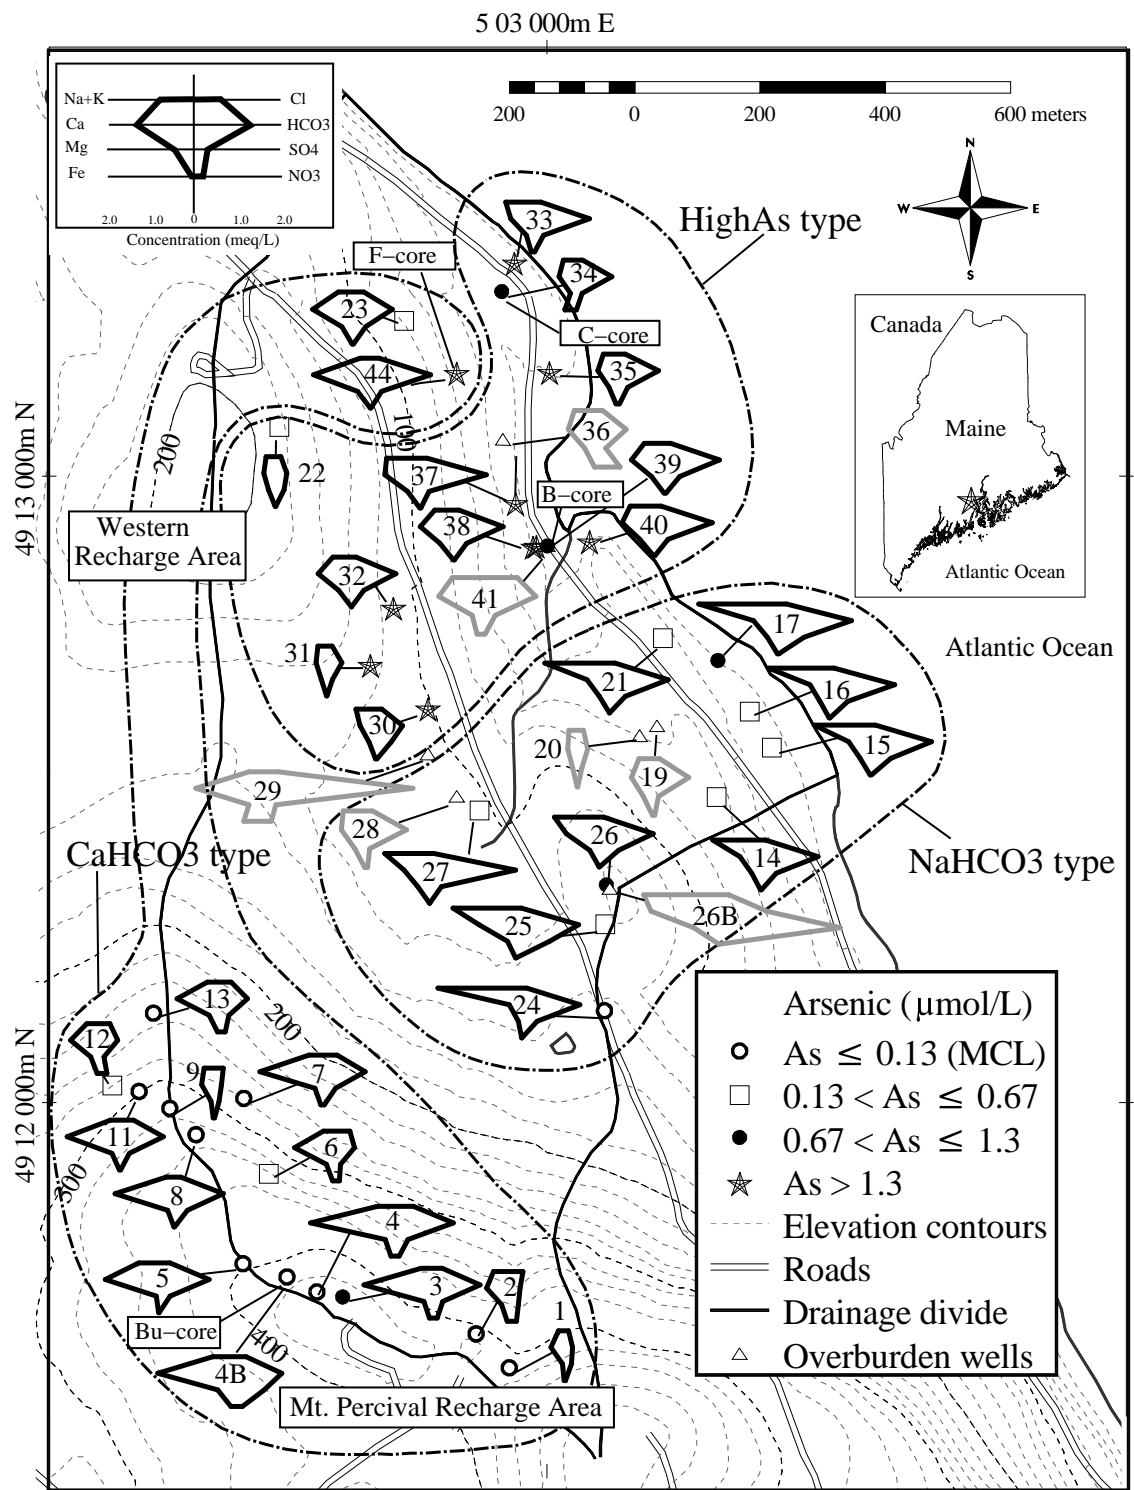 5 03 000m E
Na+K
Cl
Ca
HCO3
Mg
SO4
Fe
NO3
2.0
1.0
0
1.0
2.0
Concentration (meq/L)
200
0
200
400
600 meters
N
W
E
S
HighAs type
F−core
33
34
C−core
23
44
35
36
100
200
22
37
39
B−core
38
40
41
49 13 000m N
Western
Recharge Area
32
31
30
29
28
27
Canada
Maine
Atlantic Ocean
Atlantic Ocean
17
16
15
21
20
19
14
26
26B
25
24
CaHCO3 type
NaHCO3 type
13
12
200
9
7
11
6
8
300
4
5
3
2
1
Bu−core
400
4B
Mt. Percival Recharge Area
49 12 000m N
Arsenic (µmol/L)
As ≤ 0.13 (MCL)
0.13 < As ≤ 0.67
0.67 < As ≤ 1.3
As > 1.3
Elevation contours
Roads
Drainage divide
Overburden wells